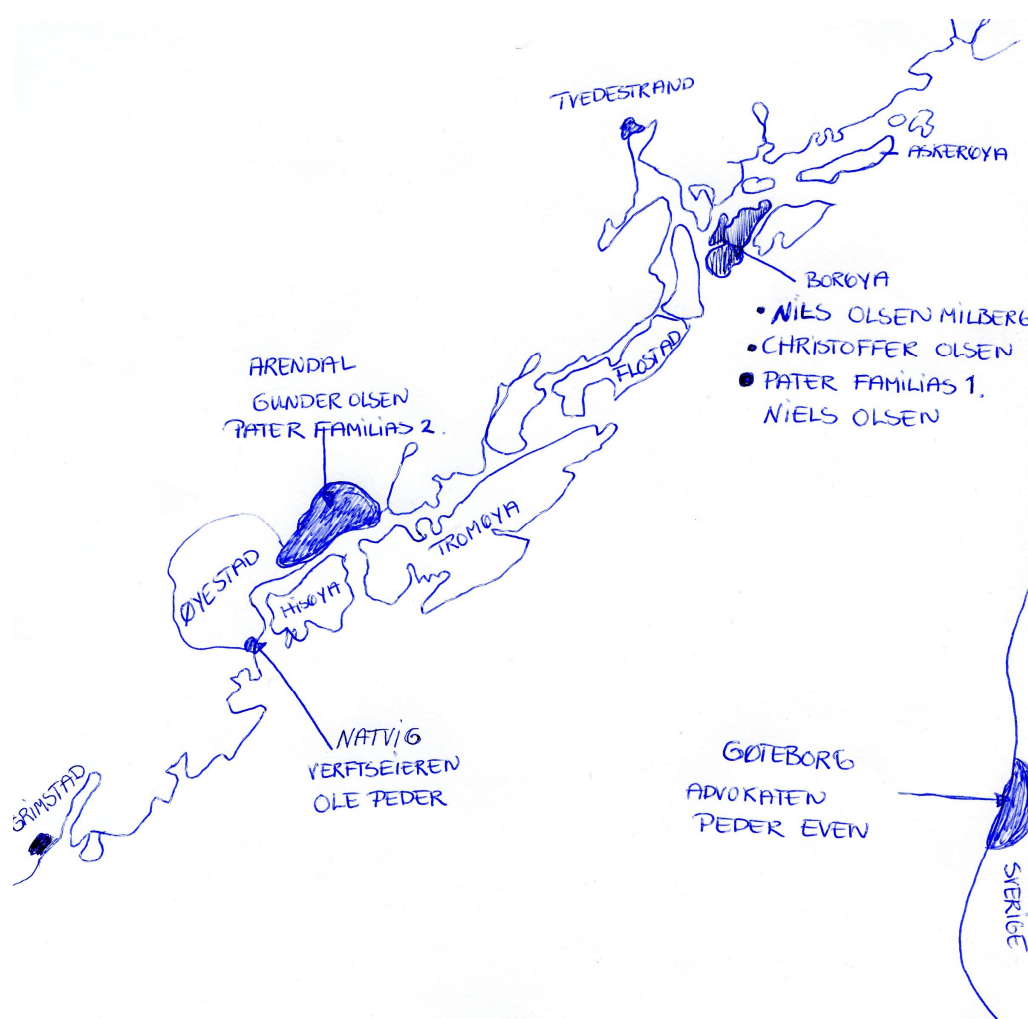 TVEDESTRAND
ASKERØYA
BORØYA
• NILS OLSEN MILBERG
• CHRISTOFFER OLSEN
• PATER FAMILIAS 1.
NIELS OLSEN
FLOSTAD
ARENDAL
GUNDER OLSEN
PATER FAMILIAS 2.
TROMØYA
ØYESTAD
HISØYA
NATVIG
VERFTSEIEREN
OLE PEDER
GRIMSTAD
GØTEBORG
ADVOKATEN
PEDER EVEN
SVERIGE